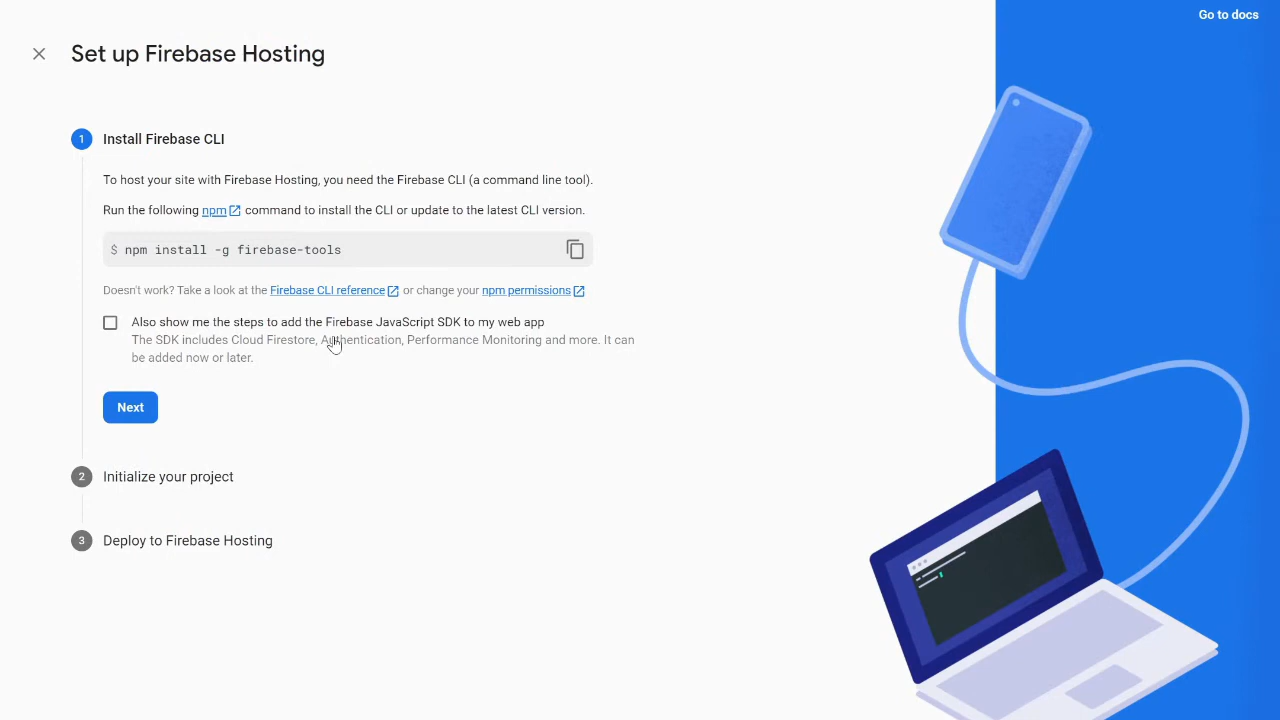 Go to docs
Set up Firebase Hosting
1 Install Firebase CLI
To host your site with Firebase Hosting, you need the Firebase CLI (a command line tool).
Run the following npm command to install the CLI or update to the latest CLI version.
$ npm install -g firebase-tools
Doesn't work? Take a look at the Firebase CLI reference or change your npm permissions
Also show me the steps to add the Firebase JavaScript SDK to my web app
The SDK includes Cloud Firestore, Authentication, Performance Monitoring and more. It can
be added now or later.
Next
2 Initialize your project
3 Deploy to Firebase Hosting